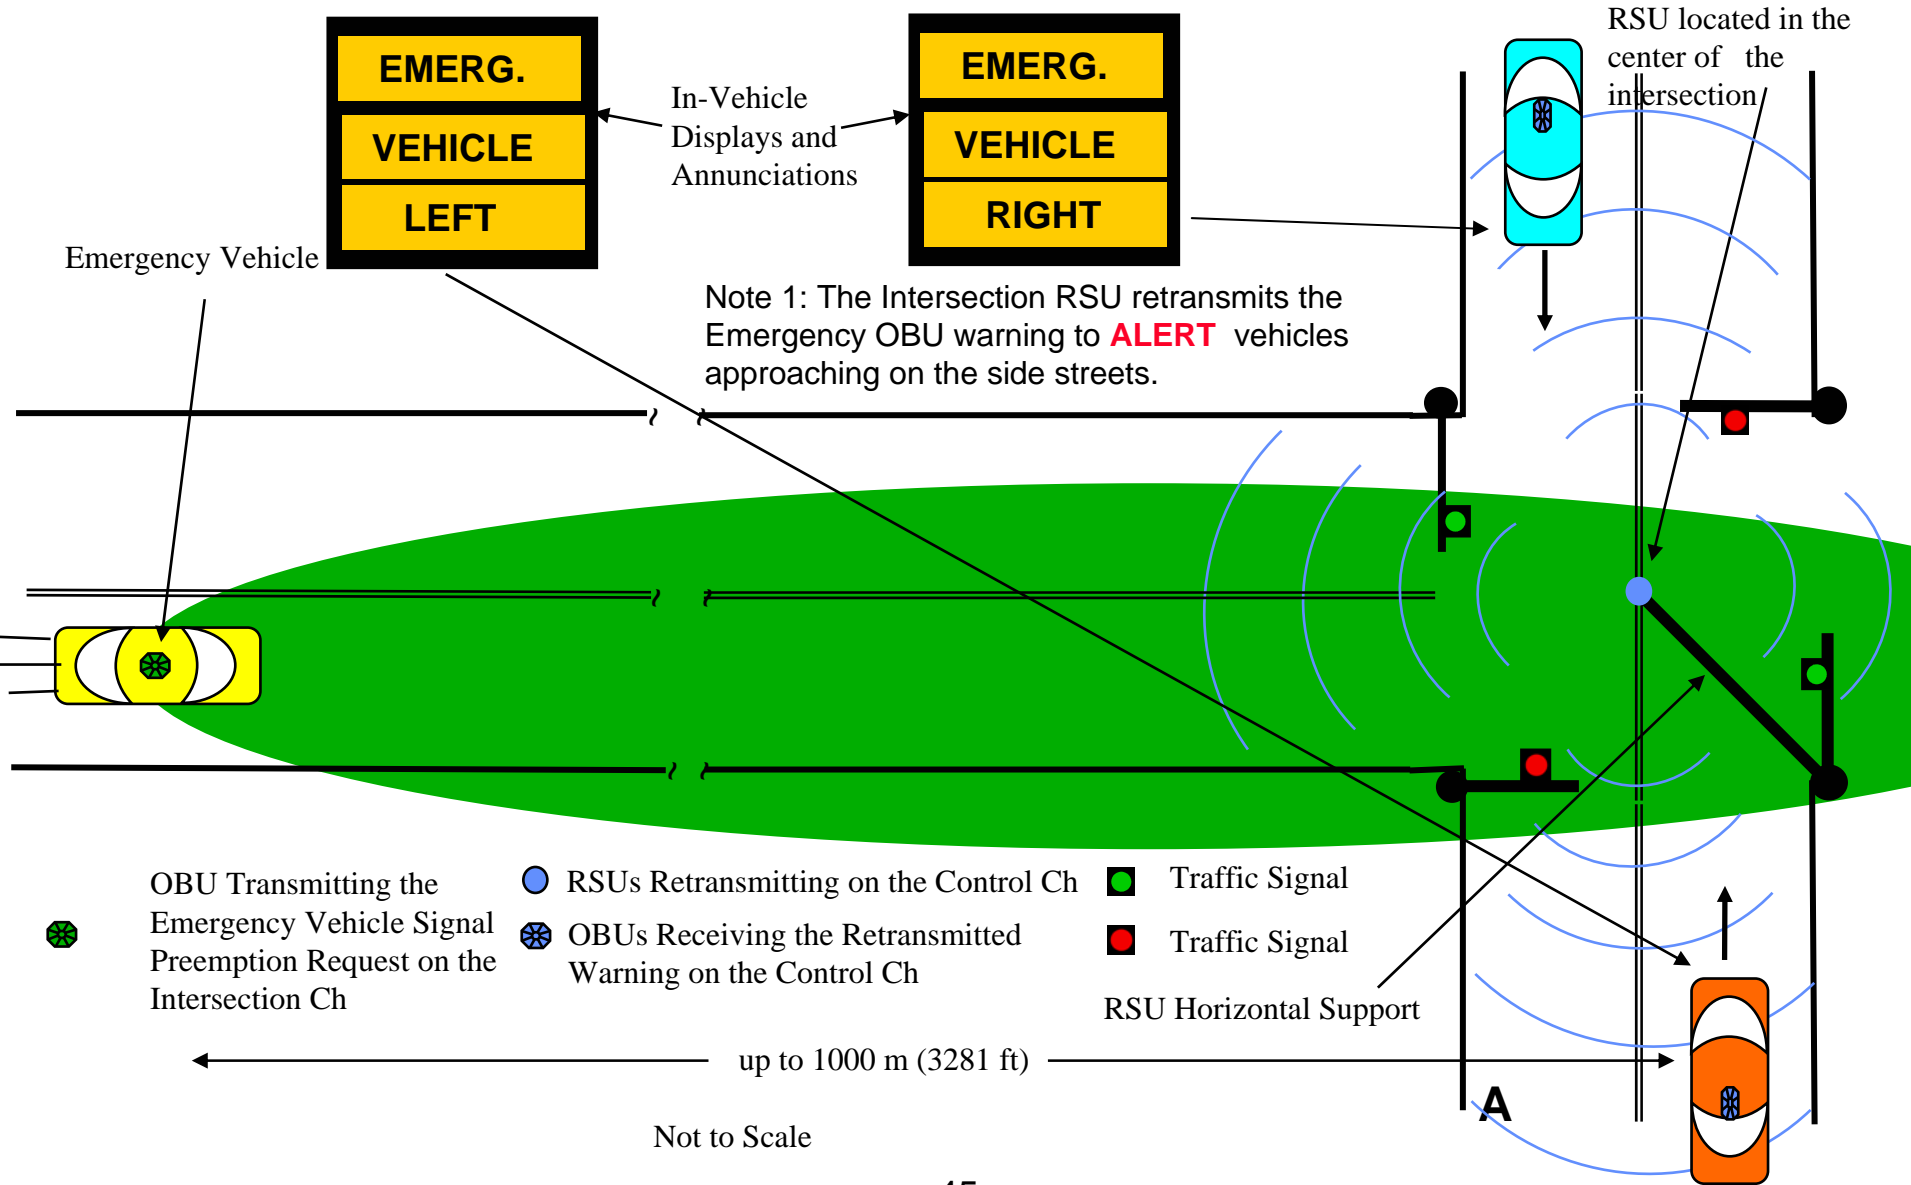 RSU located in the
center of the
intersection
EMERG.
VEHICLE
LEFT
In-Vehicle
Displays and
Annunciations
EMERG.
VEHICLE
RIGHT
Emergency Vehicle
Note 1: The Intersection RSU retransmits the
Emergency OBU warning to ALERT vehicles
approaching on the side streets.
OBU Transmitting the
Emergency Vehicle Signal
Preemption Request on the
Intersection Ch
RSUs Retransmitting on the Control Ch
OBUs Receiving the Retransmitted
Warning on the Control Ch
Traffic Signal
Traffic Signal
RSU Horizontal Support
up to 1000 m (3281 ft)
A
Not to Scale